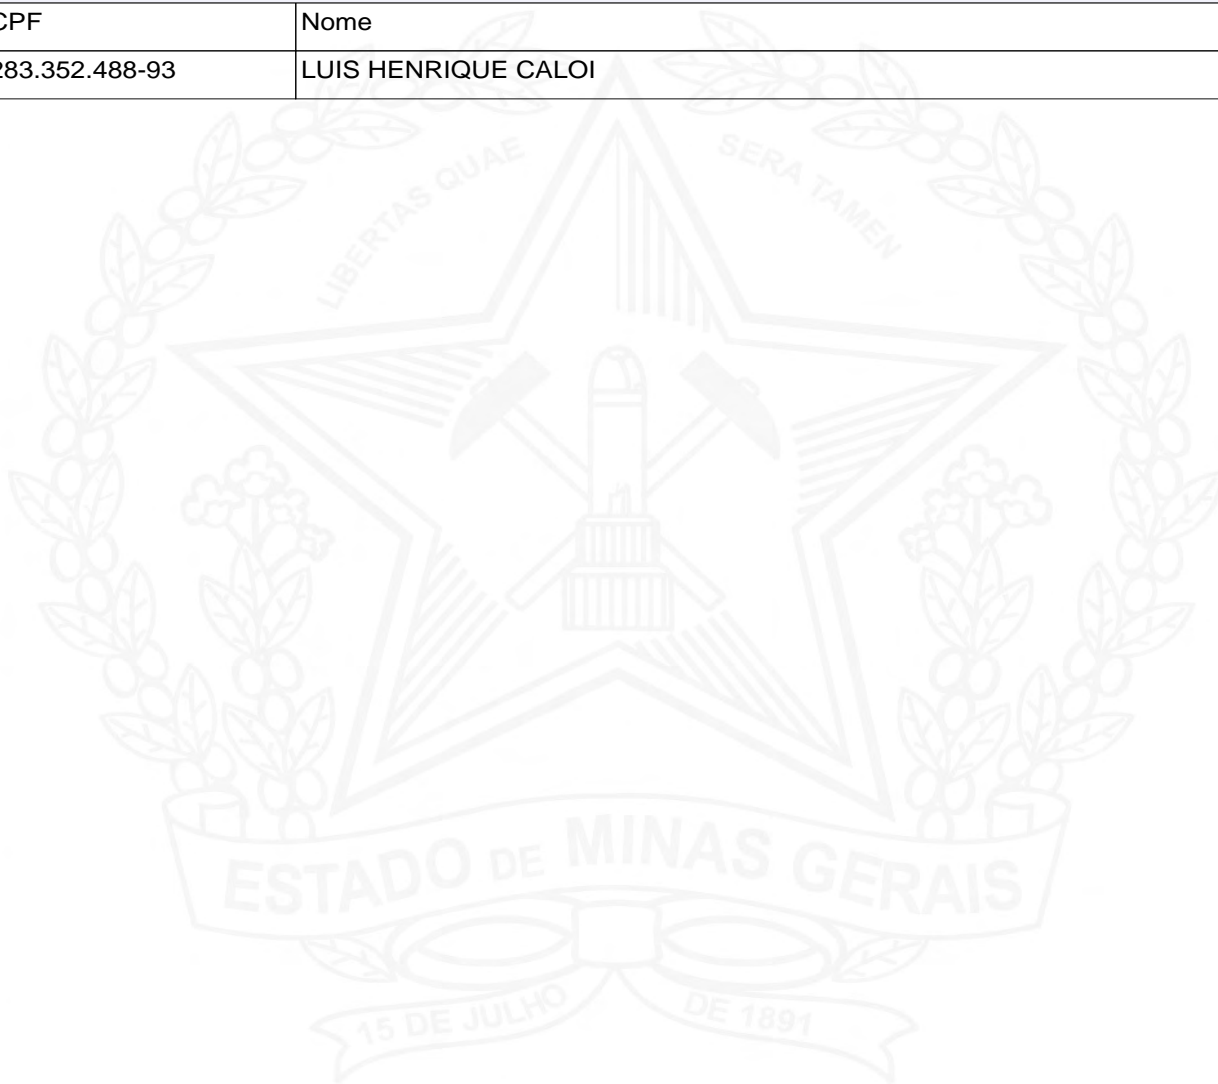 CPF Nome
283.352.488-93 LUIS HENRIQUE CALOI
LIBERTAS QUAE SERA TAMEN
ESTADO DE MINAS GERAIS
15 DE JULHO DE 1891